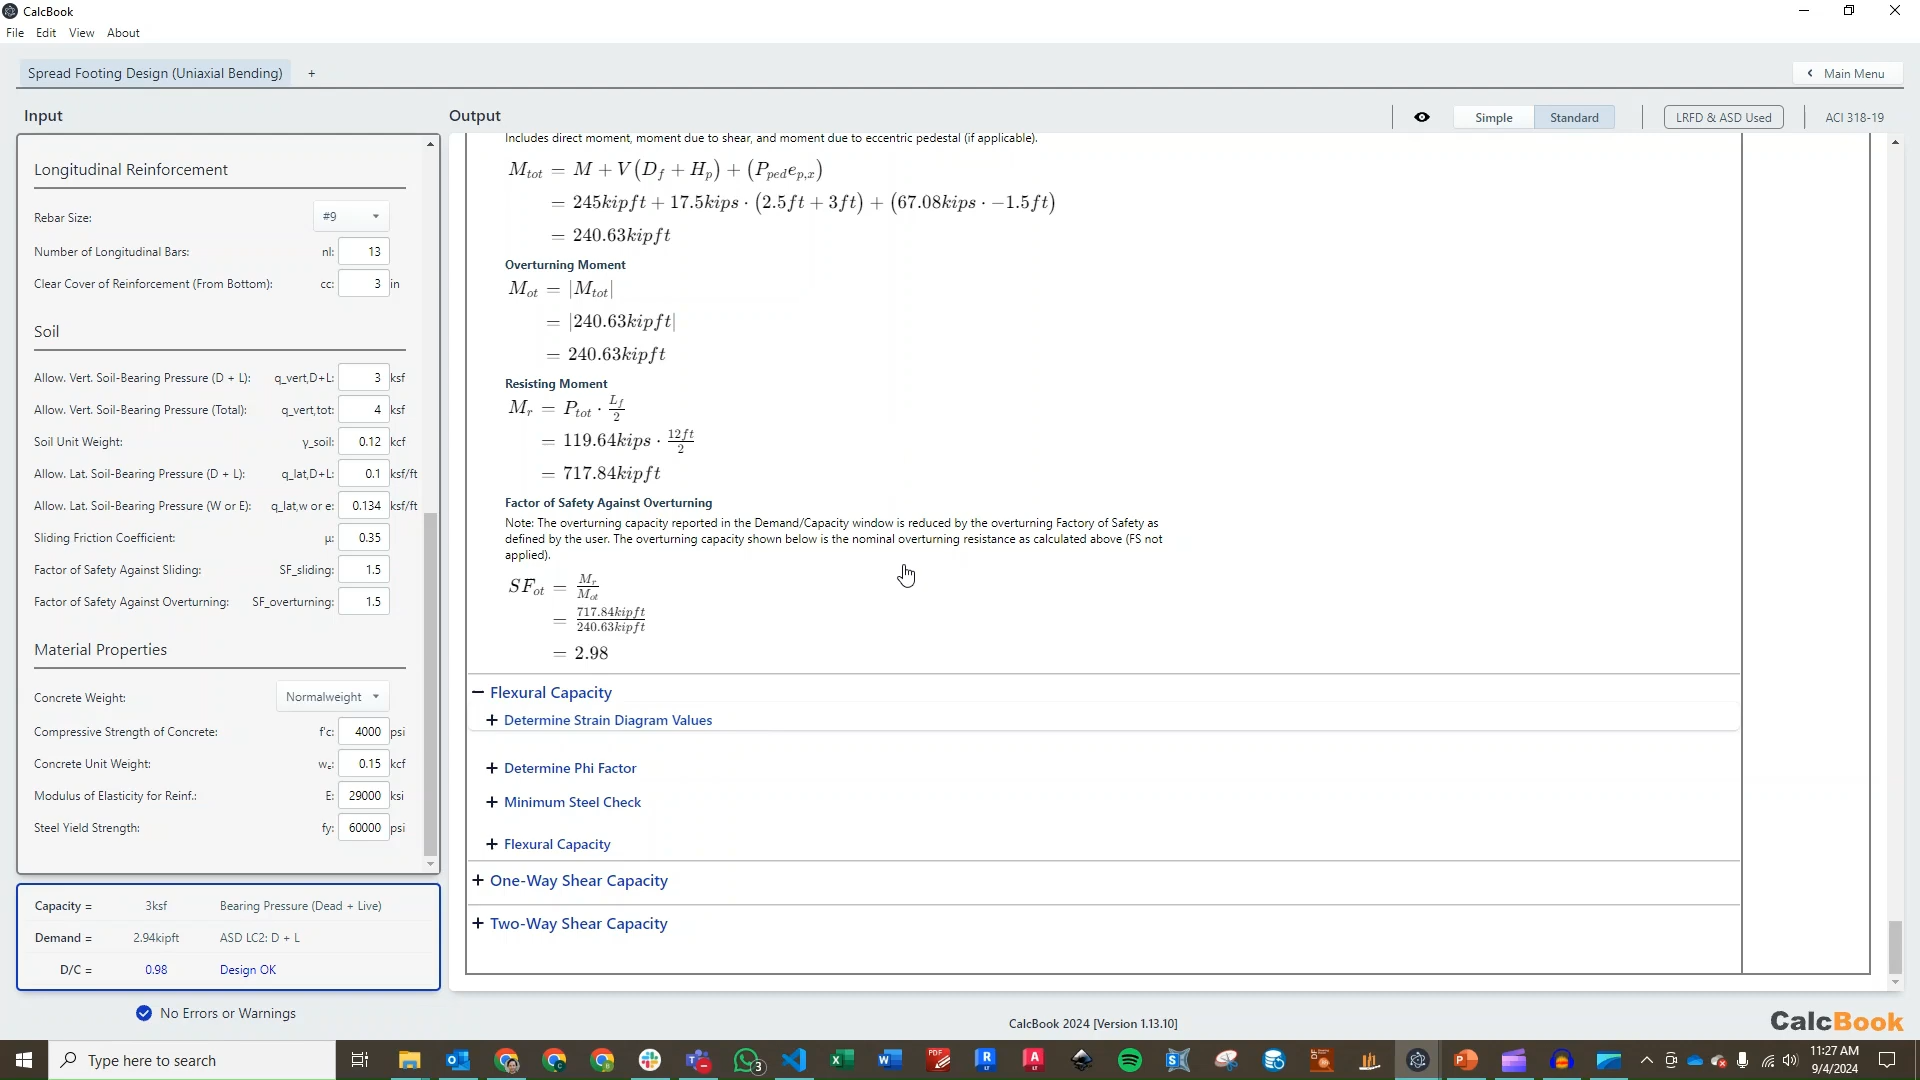 CalcBook
File Edit View About
Spread Footing Design (Uniaxial Bending) +
‹ Main Menu
Input
Output
Simple Standard
LRFD & ASD Used
ACI 318-19
Longitudinal Reinforcement
Rebar Size: #9
Number of Longitudinal Bars: nl: 13
Clear Cover of Reinforcement (From Bottom): cc: 3 in
Soil
Allow. Vert. Soil-Bearing Pressure (D + L): q_vert,D+L: 3 ksf
Allow. Vert. Soil-Bearing Pressure (Total): q_vert,tot: 4 ksf
Soil Unit Weight: γ_soil: 0.12 kcf
Allow. Lat. Soil-Bearing Pressure (D + L): q_lat,D+L: 0.1 ksf/ft
Allow. Lat. Soil-Bearing Pressure (W or E): q_lat,w or e: 0.134 ksf/ft
Sliding Friction Coefficient: μ: 0.35
Factor of Safety Against Sliding: SF_sliding: 1.5
Factor of Safety Against Overturning: SF_overturning: 1.5
Material Properties
Concrete Weight: Normalweight
Compressive Strength of Concrete: f'c: 4000 psi
Concrete Unit Weight: w_c: 0.15 kcf
Modulus of Elasticity for Reinf.: E: 29000 ksi
Steel Yield Strength: fy: 60000 psi
Capacity = 3ksf Bearing Pressure (Dead + Live)
Demand = 2.94kipft ASD LC2: D + L
D/C = 0.98 Design OK
No Errors or Warnings
Includes direct moment, moment due to shear, and moment due to eccentric pedestal (if applicable).
M_tot = M + V(D_f + H_p) + (P_ped e_p,x)
= 245kipft + 17.5kips · (2.5ft + 3ft) + (67.08kips · −1.5ft)
= 240.63kipft
Overturning Moment
M_ot = |M_tot|
= |240.63kipft|
= 240.63kipft
Resisting Moment
M_r = P_tot · L_f/2
= 119.64kips · 12ft/2
= 717.84kipft
Factor of Safety Against Overturning
Note: The overturning capacity reported in the Demand/Capacity window is reduced by the overturning Factory of Safety as
defined by the user. The overturning capacity shown below is the nominal overturning resistance as calculated above (FS not
applied).
SF_ot = M_r/M_ot
= 717.84kipft/240.63kipft
= 2.98
− Flexural Capacity
+ Determine Strain Diagram Values
+ Determine Phi Factor
+ Minimum Steel Check
+ Flexural Capacity
+ One-Way Shear Capacity
+ Two-Way Shear Capacity
CalcBook 2024 [Version 1.13.10]
CalcBook
Type here to search
3
11:27 AM
9/4/2024